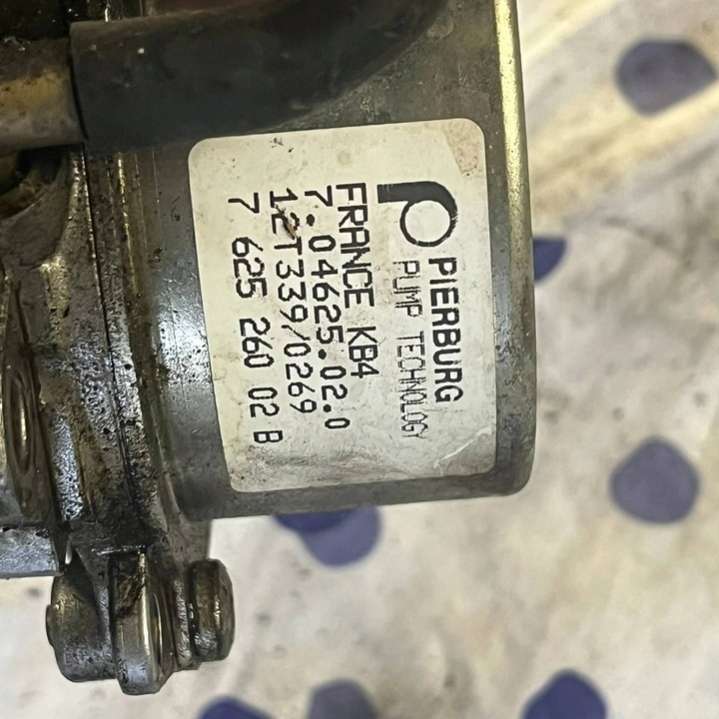 PIERBURG
PUMP TECHNOLOGY
FRANCE KB4
7.04625.02.0
12T339/0269
7 625 260 02 B